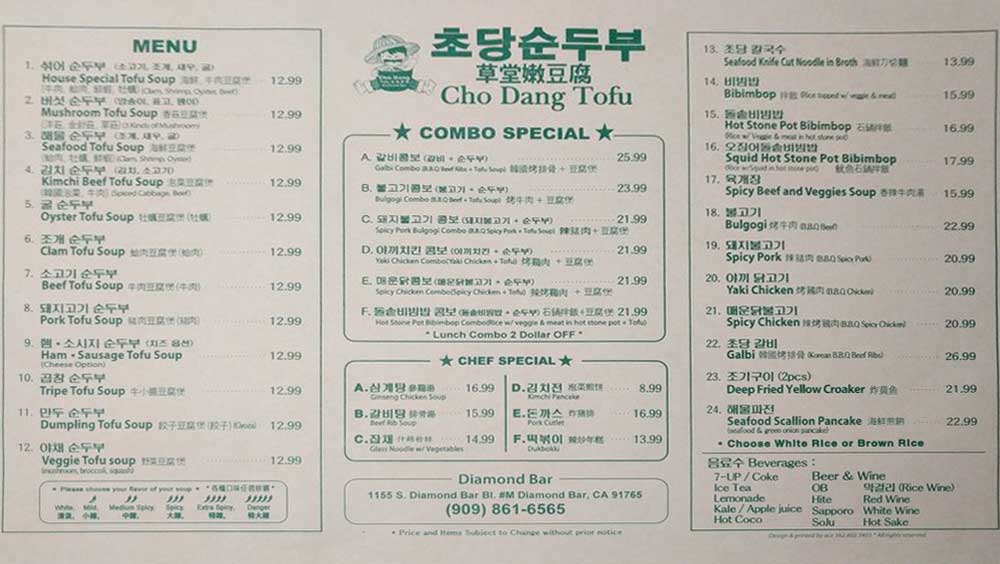 MENU
1. 섞어 순두부 (소고기, 조개, 새우, 굴)
House Special Tofu Soup 海鮮, 牛肉豆腐煲 12.99
(牛肉, 蛤肉, 鮮蝦, 牡蠣) (Clam, Shrimp, Oyster, Beef)
2. 버섯 순두부 (양송이, 표고, 팽이)
Mushroom Tofu Soup 香菇豆腐煲 12.99
(3 Kinds of Mushroom)
3. 해물 순두부 (조개, 새우, 굴)
Seafood Tofu Soup 海鮮豆腐煲 12.99
(蛤肉, 牡蠣, 鮮蝦) (Clam, Shrimp, Oyster)
4. 김치 순두부 (김치, 소고기)
Kimchi Beef Tofu Soup 泡菜豆腐煲 12.99
(韓國泡菜, 牛肉) (Spiced Cabbage, Beef)
5. 굴 순두부
Oyster Tofu Soup 牡蠣豆腐煲 (牡蠣) 12.99
6. 조개 순두부
Clam Tofu Soup 蛤肉豆腐煲 (蛤肉) 12.99
7. 소고기 순두부
Beef Tofu Soup 牛肉豆腐煲 (牛肉) 12.99
8. 돼지고기 순두부
Pork Tofu Soup 豬肉豆腐煲 (豬肉) 12.99
9. 햄・소시지 순두부 (치즈 옵션)
Ham・Sausage Tofu Soup 12.99
(Cheese Option)
10. 곱창 순두부
Tripe Tofu Soup 牛小腸豆腐煲 12.99
11. 만두 순두부
Dumpling Tofu Soup 餃子豆腐煲 (餃子) (Gyoza) 12.99
12. 야채 순두부
Veggie Tofu soup 野菜豆腐煲 12.99
(mushroom, broccoli, squash)
* Please choose your flavor of your soup *
White, Mild, Medium Spicy, Spicy, Extra Spicy, Danger
초당순두부
草堂嫩豆腐
Cho Dang Tofu
★ COMBO SPECIAL ★
A. 갈비콤보 (갈비 + 순두부) 25.99
Galbi Combo (B.B.Q Beef Ribs + Tofu Soup) 韓國烤排骨 + 豆腐煲
B. 불고기콤보 (불고기 + 순두부) 23.99
Bulgogi Combo (B.B.Q Beef + Tofu Soup) 烤牛肉 + 豆腐煲
C. 돼지불고기 콤보 (돼지불고기 + 순두부) 21.99
Spicy Pork Bulgogi Combo (B.B.Q Spicy Pork + Tofu Soup) 辣豬肉 + 豆腐煲
D. 야끼치킨 콤보 (야끼치킨 + 순두부) 21.99
Yaki Chicken Combo(Yaki Chicken + Tofu) 烤鷄肉 + 豆腐煲
E. 매운닭콤보 (매운닭불고기 + 순두부) 21.99
Spicy Chicken Combo(Spicy Chicken + Tofu) 辣烤鷄肉 + 豆腐煲
F. 돌솥비빔밥 콤보 (돌솥비빔밥 + 순두부) 石鍋拌飯+豆腐煲 21.99
Hot Stone Pot Bibimbop Combo(Rice w/ veggie & meat in hot stone pot + Tofu)
* Lunch Combo 2 Dollar OFF *
★ CHEF SPECIAL ★
A. 삼계탕 參鷄湯 16.99
Ginseng Chicken Soup
B. 갈비탕 排骨湯 15.99
Beef Rib Soup
C. 잡채 14.99
Glass Noodle w/ Vegetables
D. 김치전 泡菜煎餅 8.99
Kimchi Pancake
E. 돈까스 炸豬排 16.99
Pork Cutlet
F. 떡볶이 辣炒年糕 13.99
Dukbokki
Diamond Bar
1155 S. Diamond Bar Bl. #M Diamond Bar, CA 91765
(909) 861-6565
* Price and Items Subject to Change without prior notice
13. 초당 칼국수
Seafood Knife Cut Noodle in Broth 海鮮刀切麵 13.99
14. 비빔밥
Bibimbop 拌飯 (Rice topped w/ veggie & meat) 15.99
15. 돌솥비빔밥
Hot Stone Pot Bibimbop 石鍋拌飯 16.99
(Rice w/ Veggie & meat in hot stone pot)
16. 오징어돌솥비빔밥
Squid Hot Stone Pot Bibimbop 17.99
(Rice w/Squid in hot stone pot) 魷魚石鍋拌飯
17. 육개장
Spicy Beef and Veggies Soup 香辣牛肉湯 15.99
18. 불고기
Bulgogi 烤牛肉 (B.B.Q Beef) 22.99
19. 돼지불고기
Spicy Pork 辣豬肉 (B.B.Q Spicy Pork) 20.99
20. 야끼 닭고기
Yaki Chicken 烤鷄肉 (B.B.Q Chicken) 20.99
21. 매운닭불고기
Spicy Chicken 辣烤鷄肉 (B.B.Q Spicy Chicken) 20.99
22. 초당 갈비
Galbi 韓國烤排骨 (Korean B.B.Q Beef Ribs) 26.99
23. 조기구이 (2pcs)
Deep Fried Yellow Croaker 炸黃魚 21.99
24. 해물파전
Seafood Scallion Pancake 海鮮煎餅 22.99
(seafood & green onion pancake)
• Choose White Rice or Brown Rice
음료수 Beverages :
7-UP / Coke
Ice Tea
Lemonade
Kale / Apple juice
Hot Coco
Beer & Wine
OB 막걸리 (Rice Wine)
Hite Red Wine
Sapporo White Wine
SoJu Hot Sake